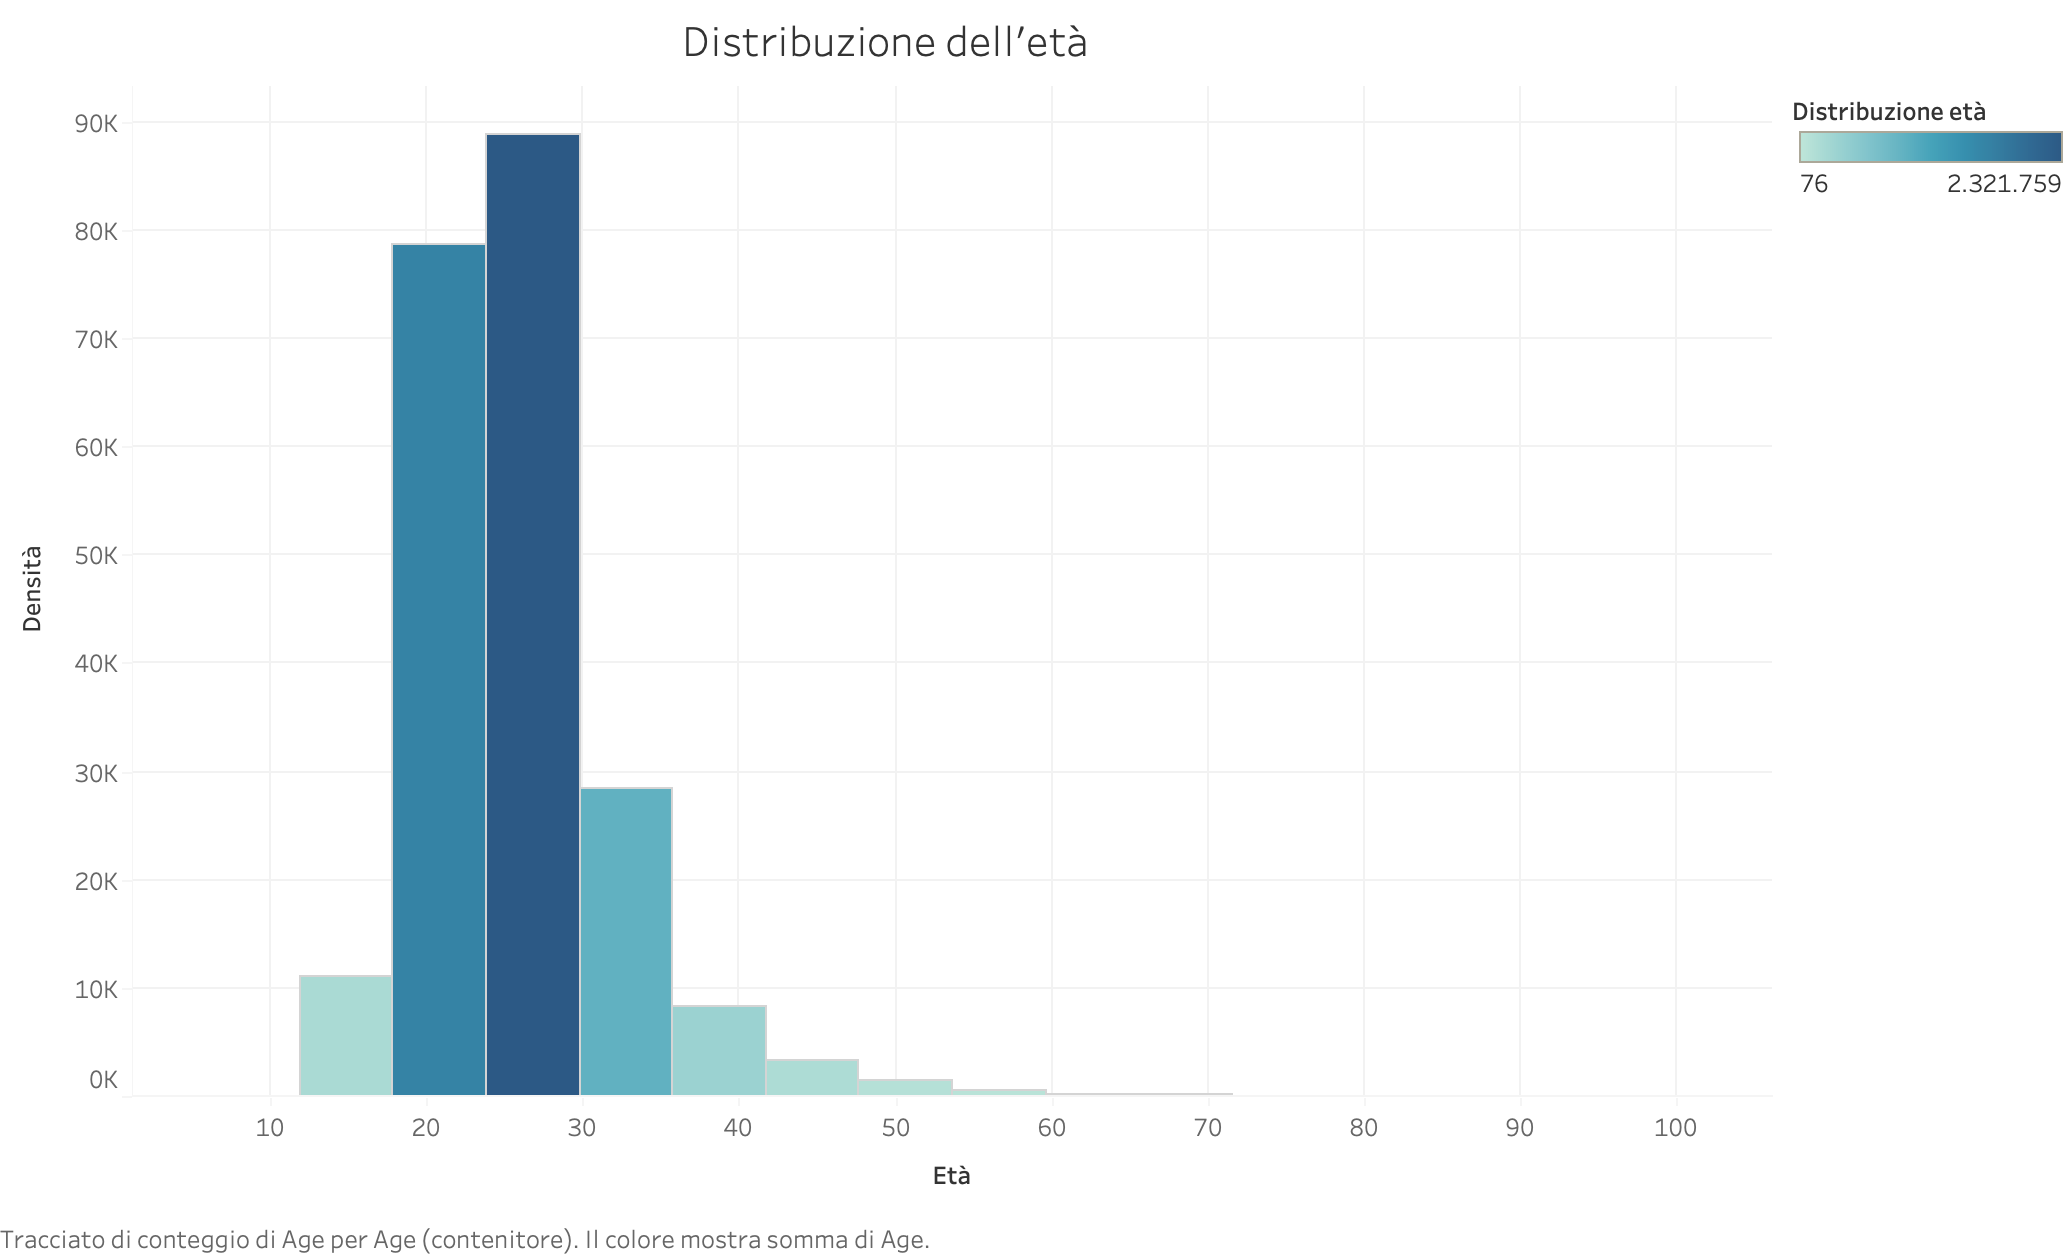 Distribuzione dell'età
Distribuzione età
76 2.321.759
90K
80K
70K
60K
50K
40K
30K
20K
10K
0K
Densità
10 20 30 40 50 60 70 80 90 100
Età
Tracciato di conteggio di Age per Age (contenitore). Il colore mostra somma di Age.